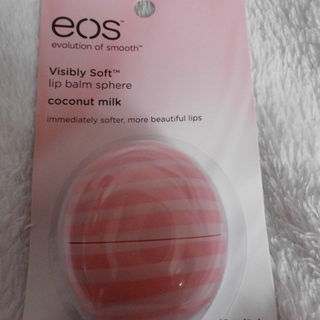 eos
evolution of smooth™
Visibly Soft™
lip balm sphere
coconut milk
immediately softer, more beautiful lips